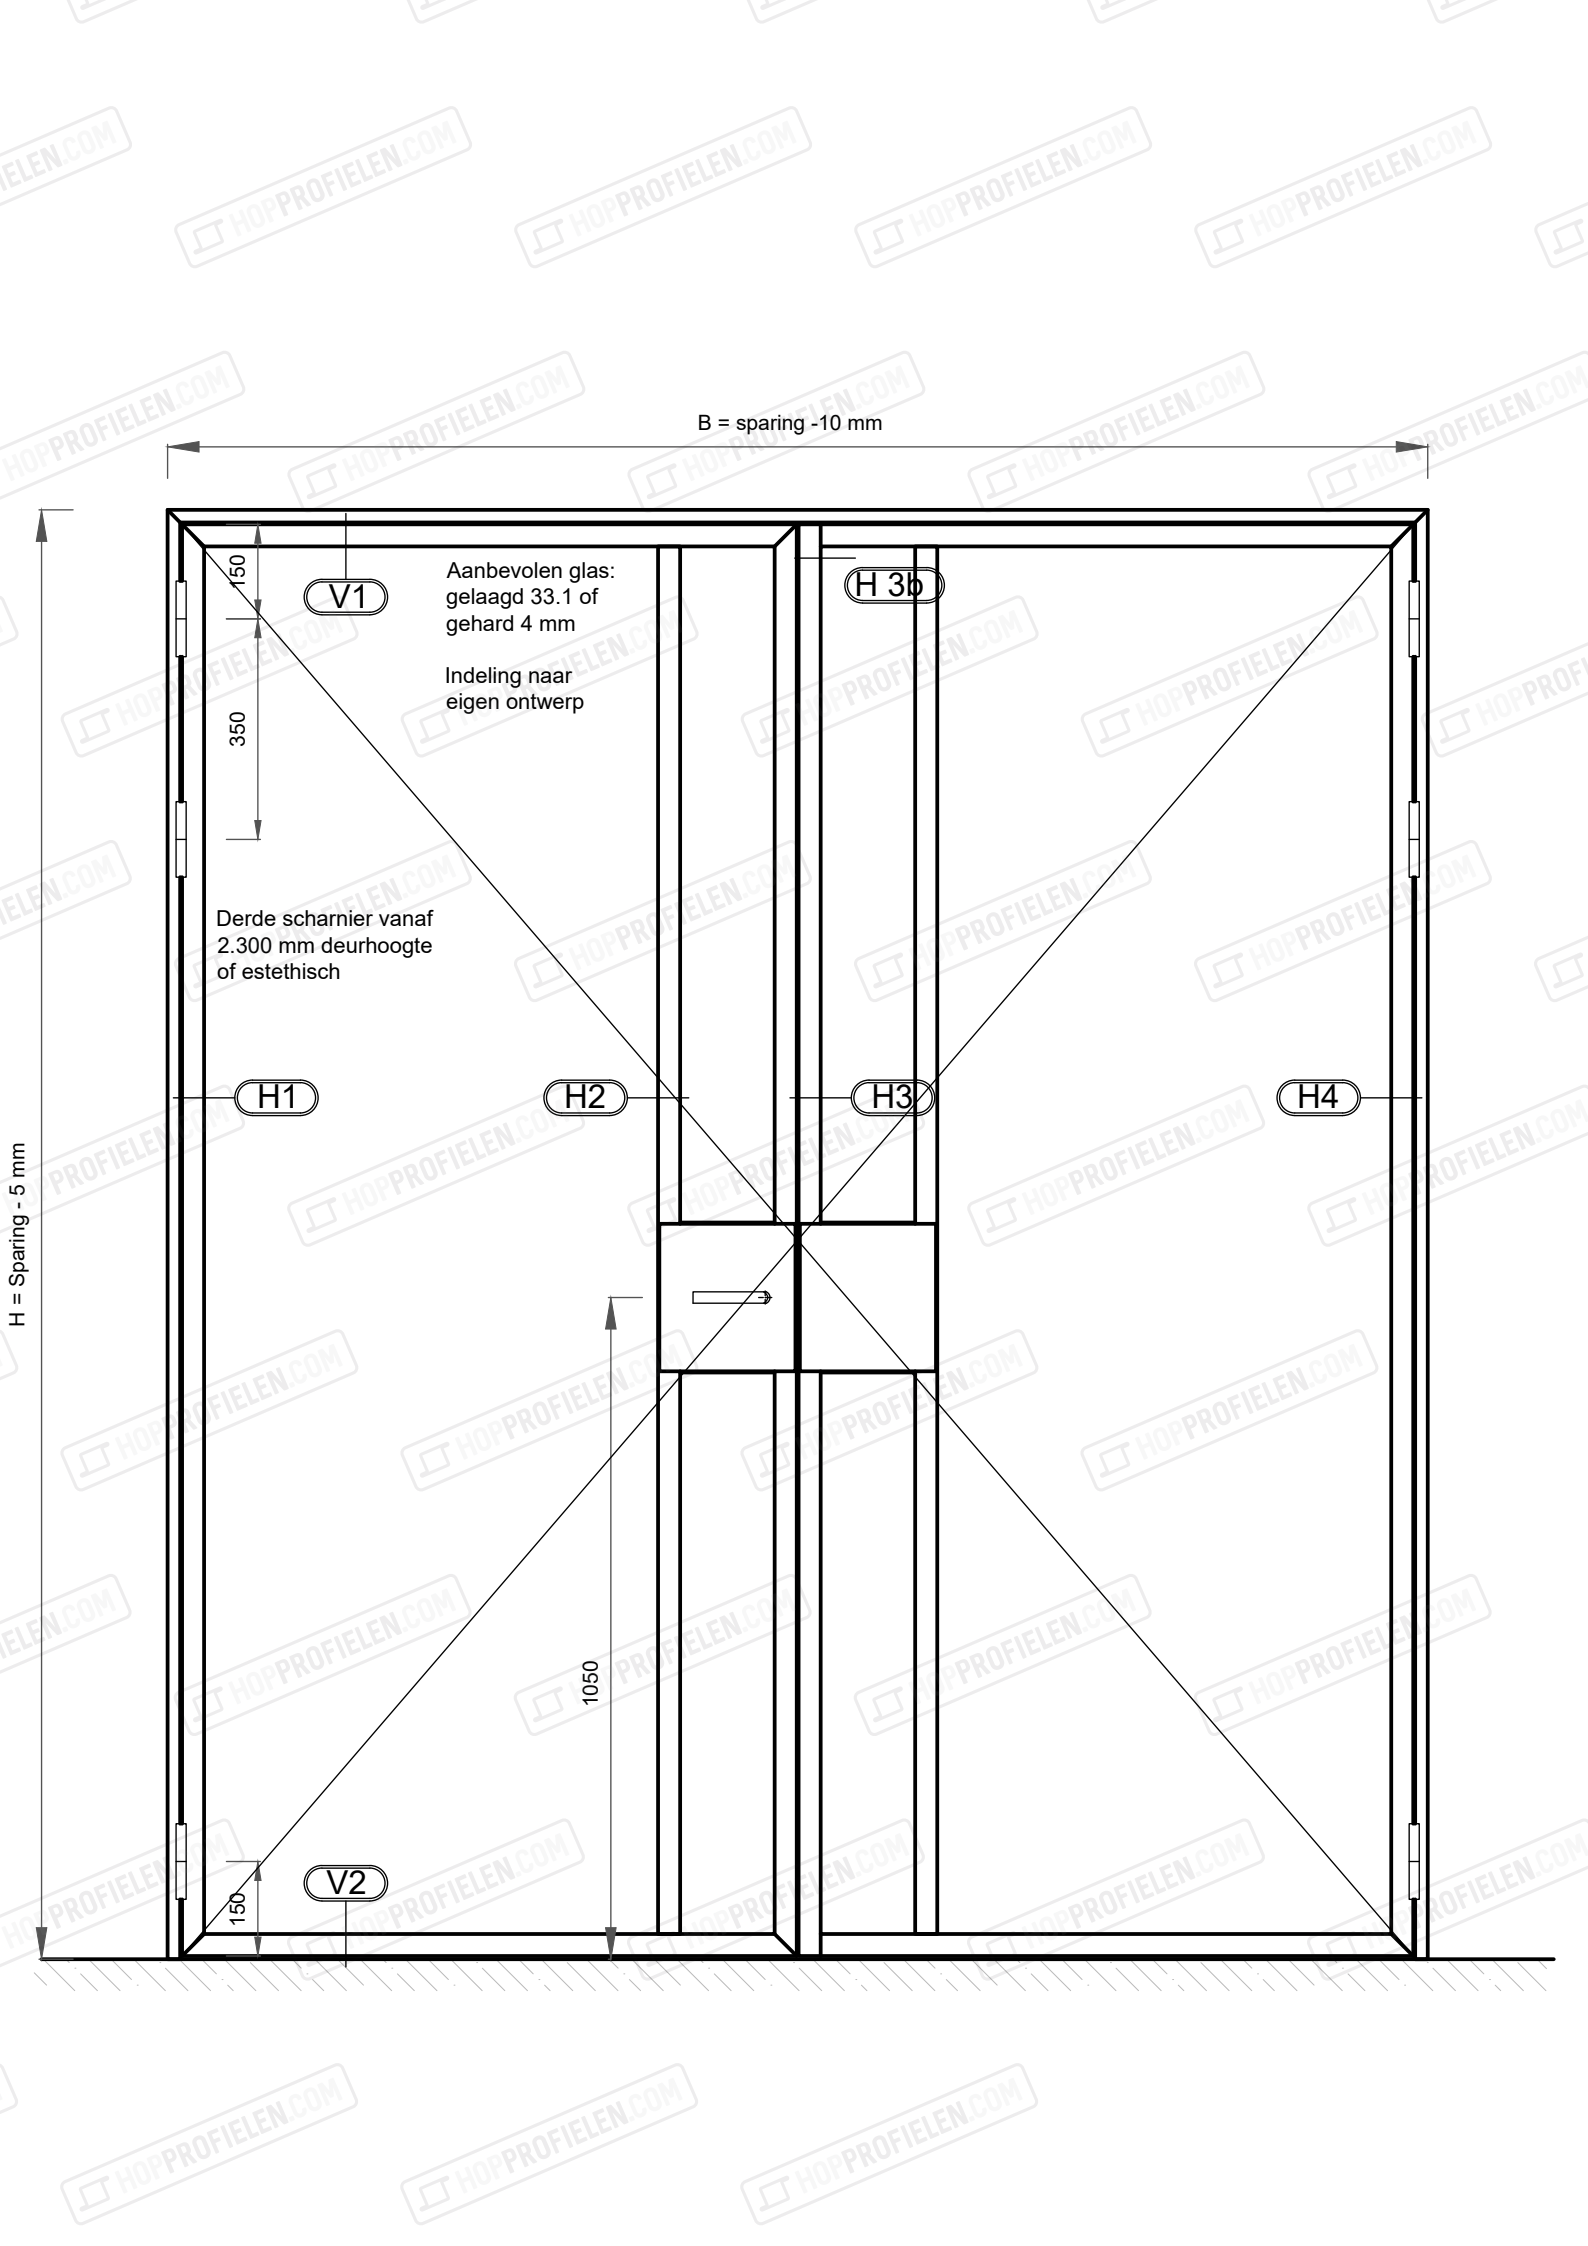 B = sparing -10 mm
150
V1
Aanbevolen glas:
gelaagd 33.1 of
gehard 4 mm
H 3b
Indeling naar
eigen ontwerp
350
Derde scharnier vanaf
2.300 mm deurhoogte
of estethisch
H1
H2
H3
H4
H = Sparing - 5 mm
1050
V2
150
HOPPROFIELEN.COM